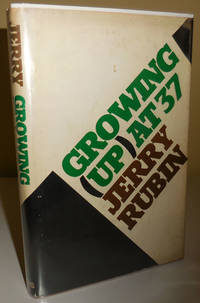 JERRY
GROWING
GROWING
(UP) AT 37
JERRY
RUBIN